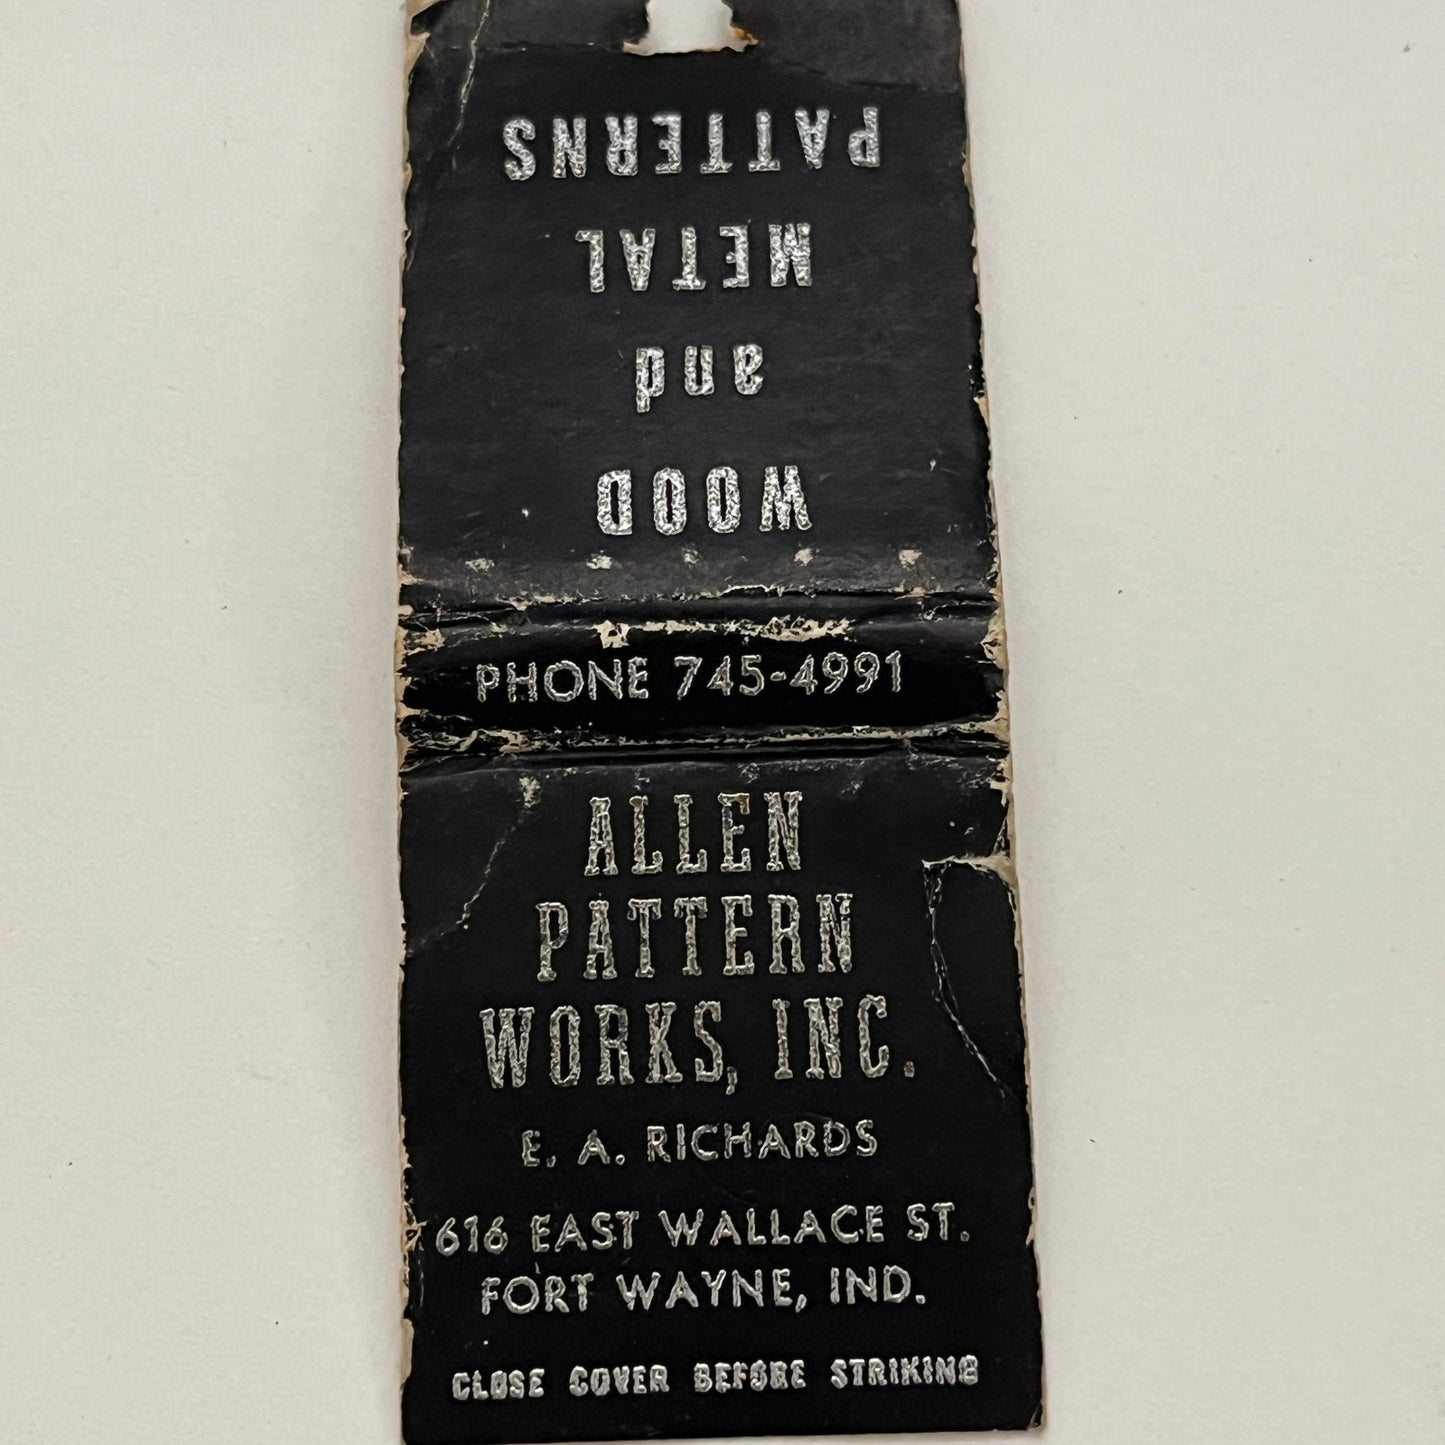 WOOD
and
METAL
PATTERNS
PHONE 745-4991
ALLEN
PATTERN
WORKS, INC.
E. A. RICHARDS
616 EAST WALLACE ST.
FORT WAYNE, IND.
CLOSE COVER BEFORE STRIKING